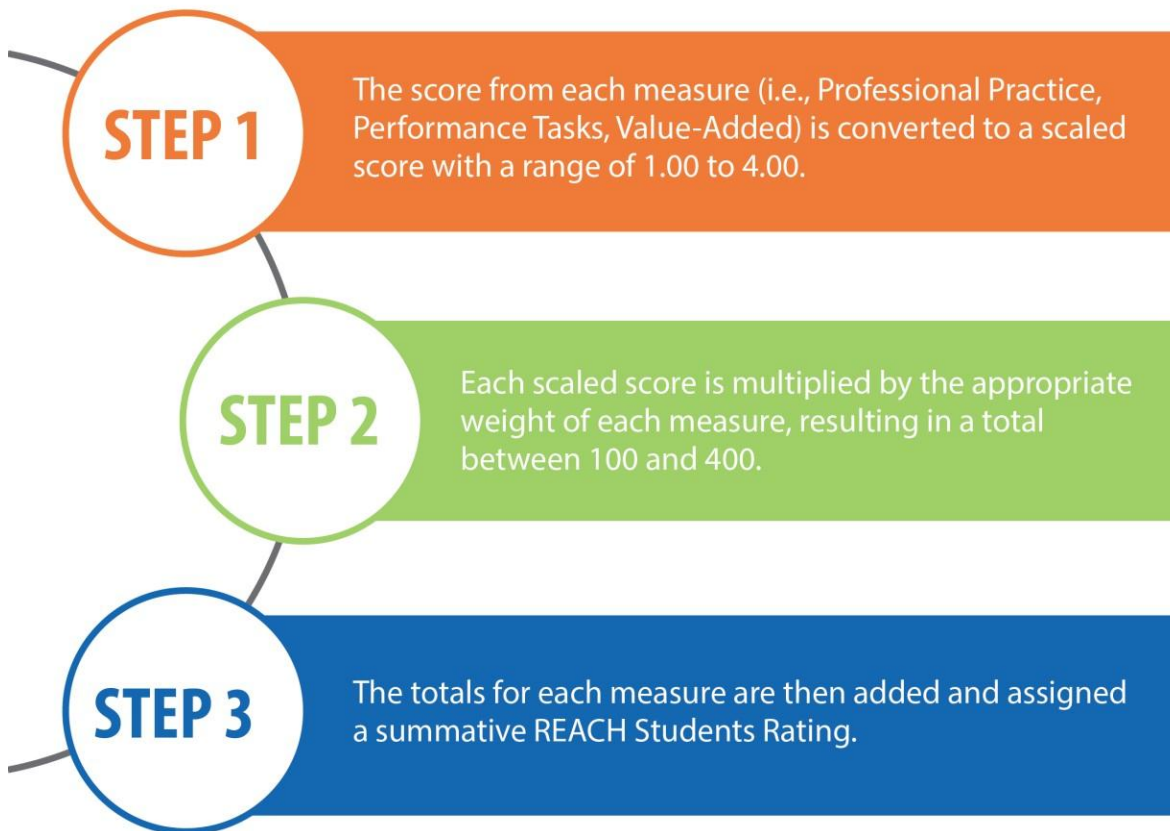 STEP 1
The score from each measure (i.e., Professional Practice,
Performance Tasks, Value-Added) is converted to a scaled
score with a range of 1.00 to 4.00.
STEP 2
Each scaled score is multiplied by the appropriate
weight of each measure, resulting in a total
between 100 and 400.
STEP 3
The totals for each measure are then added and assigned
a summative REACH Students Rating.